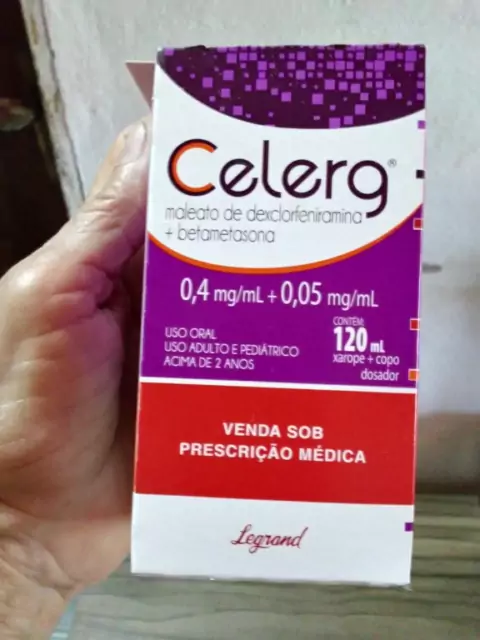 Celerg®
maleato de dexclorfeniramina
+ betametasona
0,4 mg/mL + 0,05 mg/mL
USO ORAL
USO ADULTO E PEDIÁTRICO
ACIMA DE 2 ANOS
CONTÉM:
120 mL
xarope + copo
dosador
VENDA SOB
PRESCRIÇÃO MÉDICA
Legrand